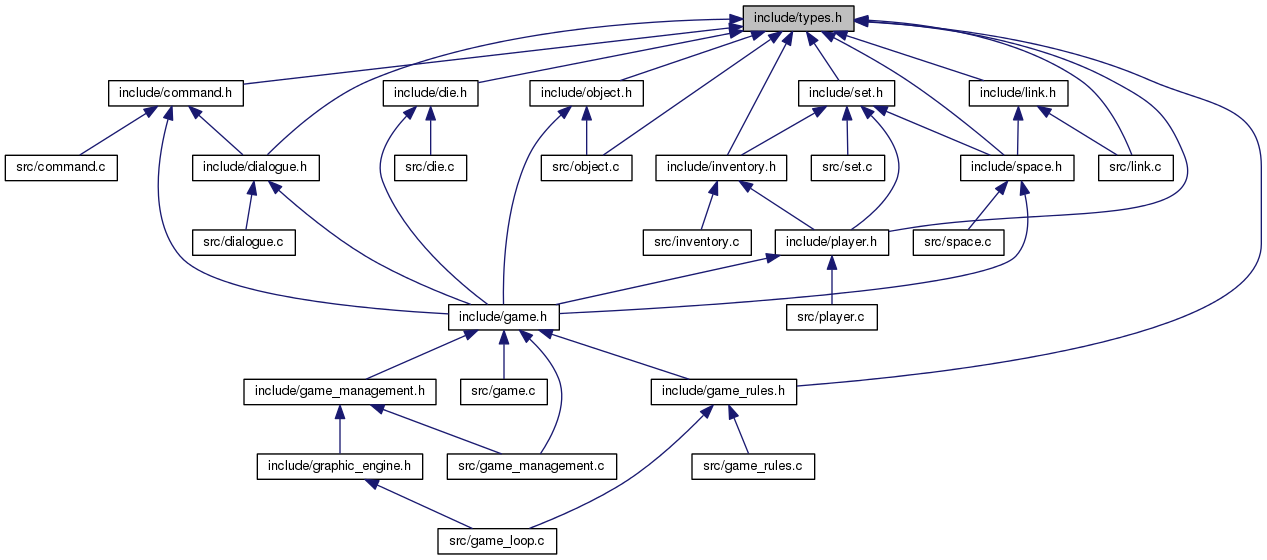 include/types.h
include/command.h
include/die.h
include/object.h
include/set.h
include/link.h
src/command.c
include/dialogue.h
src/die.c
src/object.c
include/inventory.h
src/set.c
include/space.h
src/link.c
src/dialogue.c
src/inventory.c
include/player.h
src/space.c
include/game.h
src/player.c
include/game_management.h
src/game.c
include/game_rules.h
include/graphic_engine.h
src/game_management.c
src/game_rules.c
src/game_loop.c